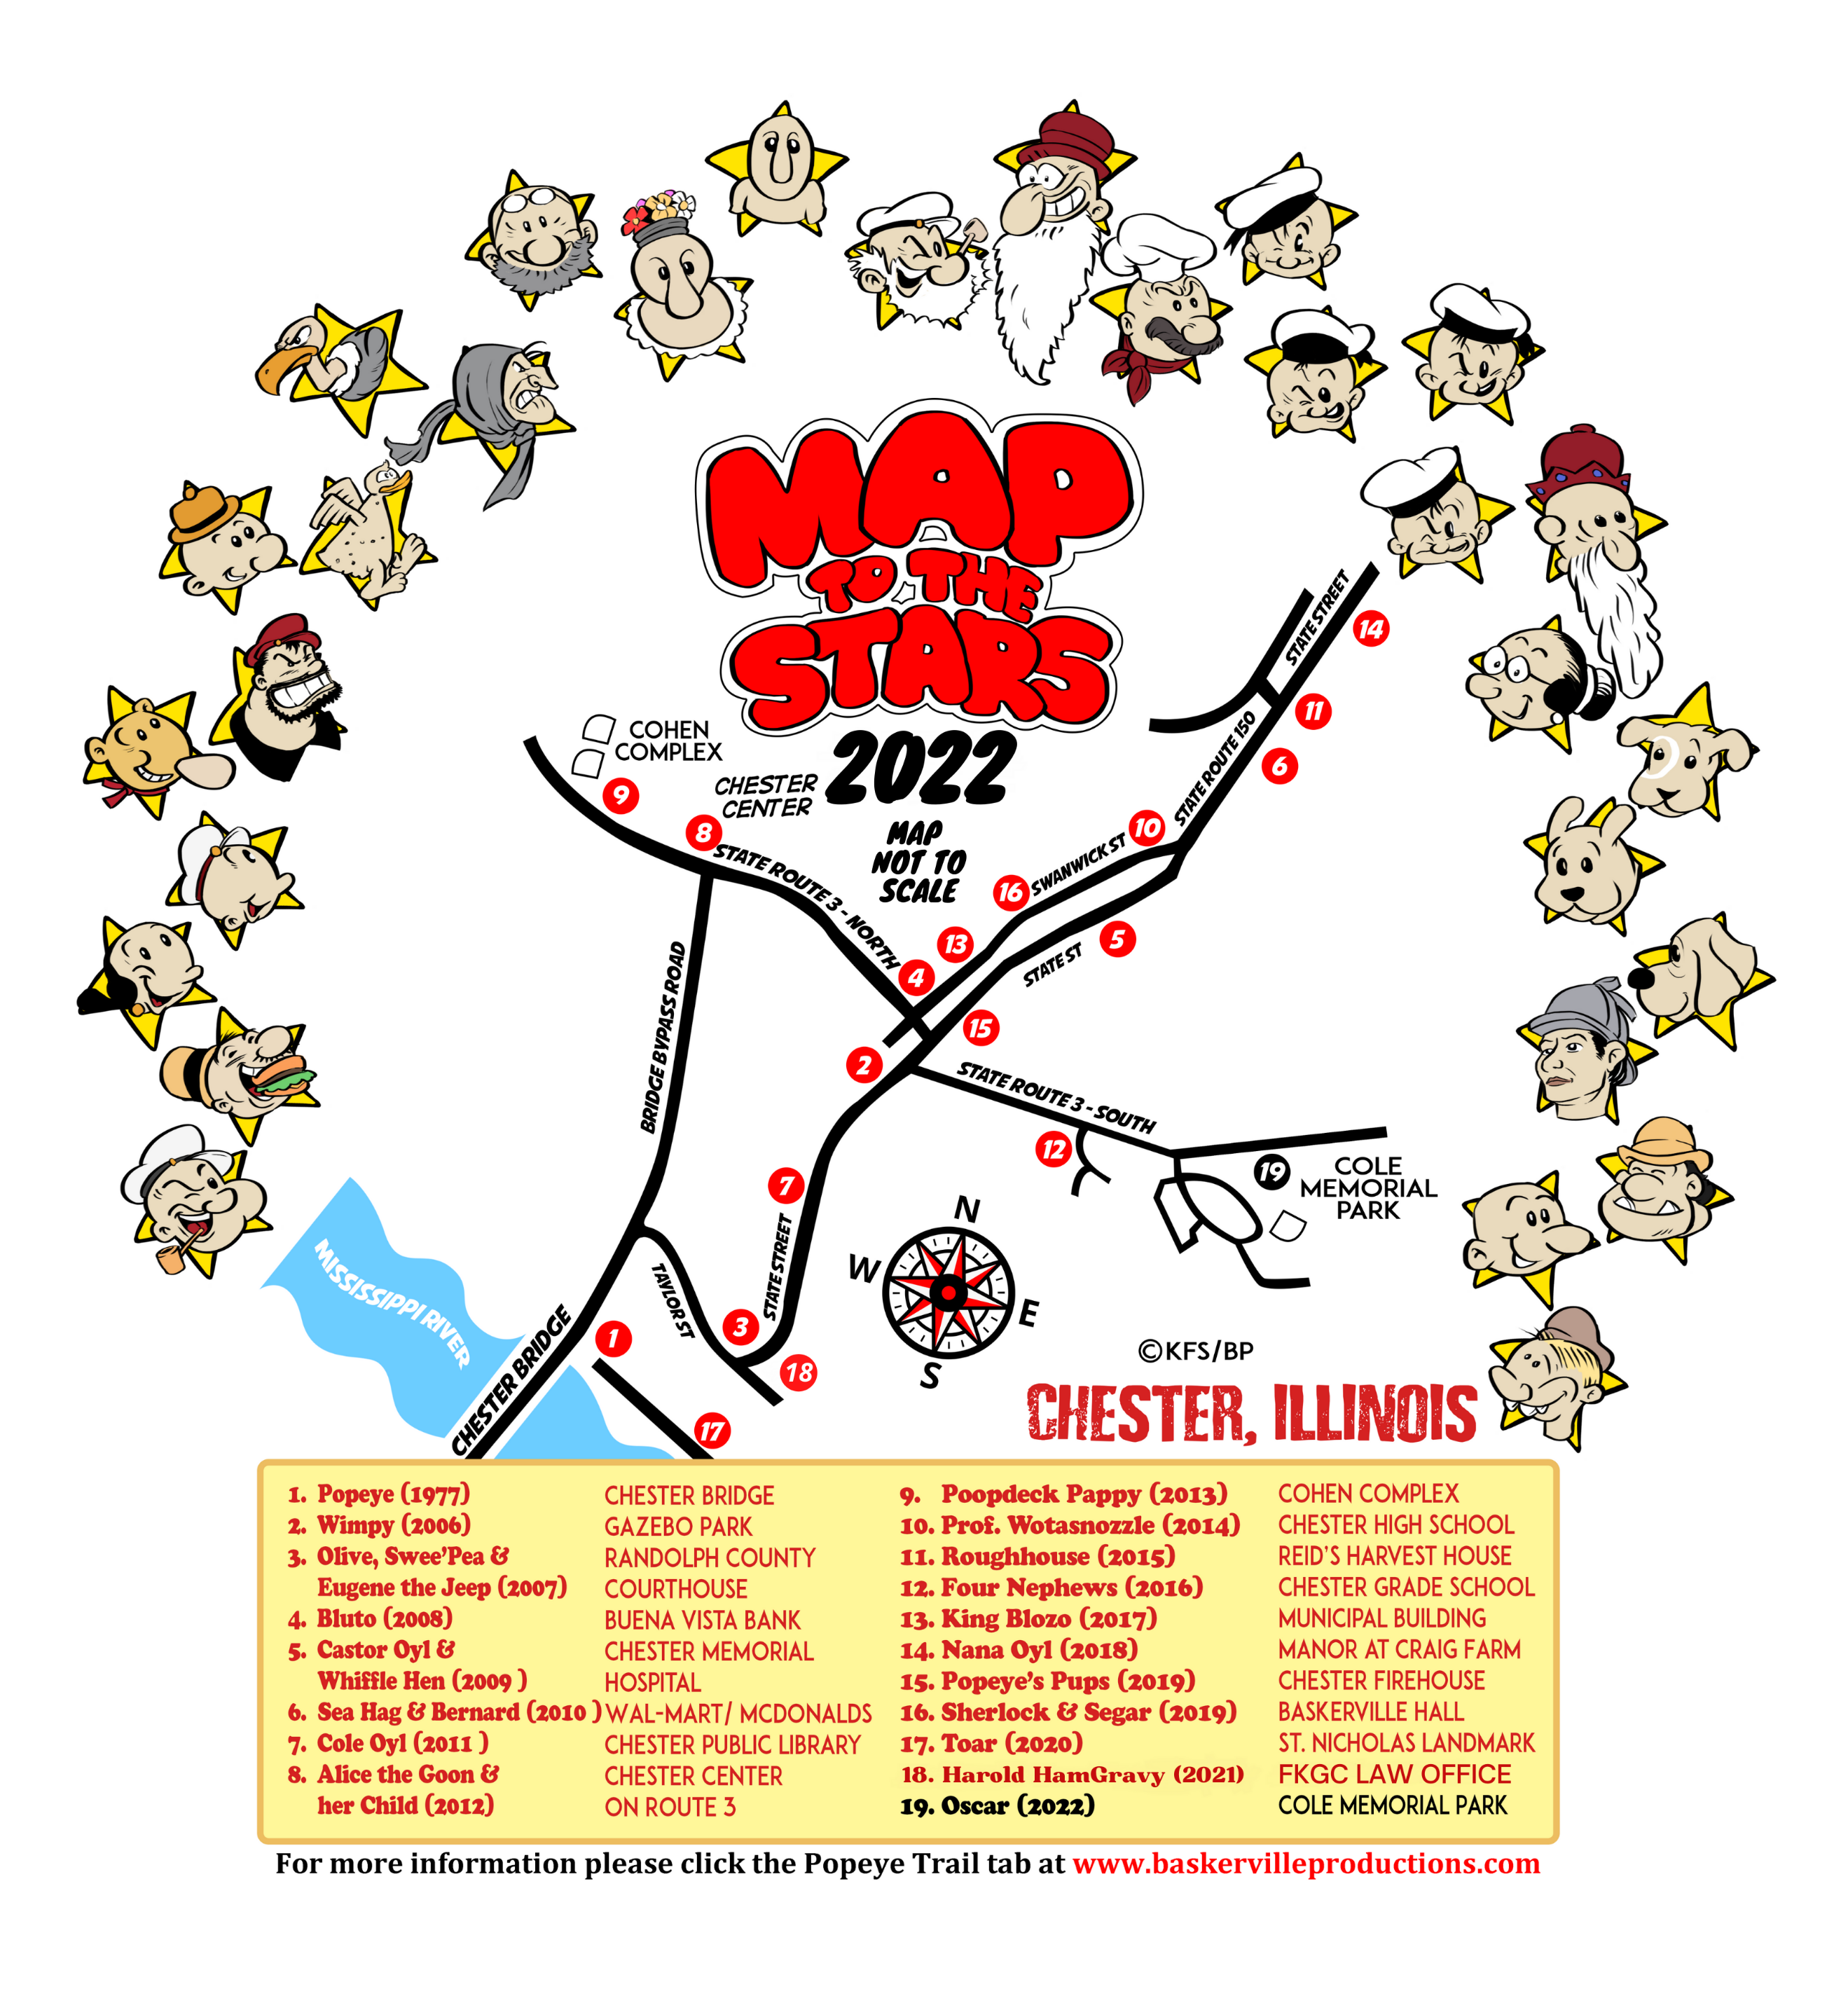 MAP
TO THE
STARS
2022
MAP
NOT TO
SCALE
COHEN
COMPLEX
CHESTER
CENTER
9
8
STATE ROUTE 3 - NORTH
STATE STREET
14
11
STATE ROUTE 150
6
10
SWANWICK ST
16
13
5
STATE ST
4
15
2
BRIDGE BYPASS ROAD
STATE ROUTE 3 - SOUTH
12
19
COLE
MEMORIAL
PARK
7
STATE STREET
N
W
E
S
MISSISSIPPI RIVER
TAYLOR ST
3
18
1
CHESTER BRIDGE
17
©KFS/BP
CHESTER, ILLINOIS
1. Popeye (1977) CHESTER BRIDGE
2. Wimpy (2006) GAZEBO PARK
3. Olive, Swee'Pea & RANDOLPH COUNTY
Eugene the Jeep (2007) COURTHOUSE
4. Bluto (2008) BUENA VISTA BANK
5. Castor Oyl & CHESTER MEMORIAL
Whiffle Hen (2009 ) HOSPITAL
6. Sea Hag & Bernard (2010 ) WAL-MART/ MCDONALDS
7. Cole Oyl (2011 ) CHESTER PUBLIC LIBRARY
8. Alice the Goon & CHESTER CENTER
her Child (2012) ON ROUTE 3
9. Poopdeck Pappy (2013) COHEN COMPLEX
10. Prof. Wotasnozzle (2014) CHESTER HIGH SCHOOL
11. Roughhouse (2015) REID'S HARVEST HOUSE
12. Four Nephews (2016) CHESTER GRADE SCHOOL
13. King Blozo (2017) MUNICIPAL BUILDING
14. Nana Oyl (2018) MANOR AT CRAIG FARM
15. Popeye's Pups (2019) CHESTER FIREHOUSE
16. Sherlock & Segar (2019) BASKERVILLE HALL
17. Toar (2020) ST. NICHOLAS LANDMARK
18. Harold HamGravy (2021) FKGC LAW OFFICE
19. Oscar (2022) COLE MEMORIAL PARK
For more information please click the Popeye Trail tab at www.baskervilleproductions.com